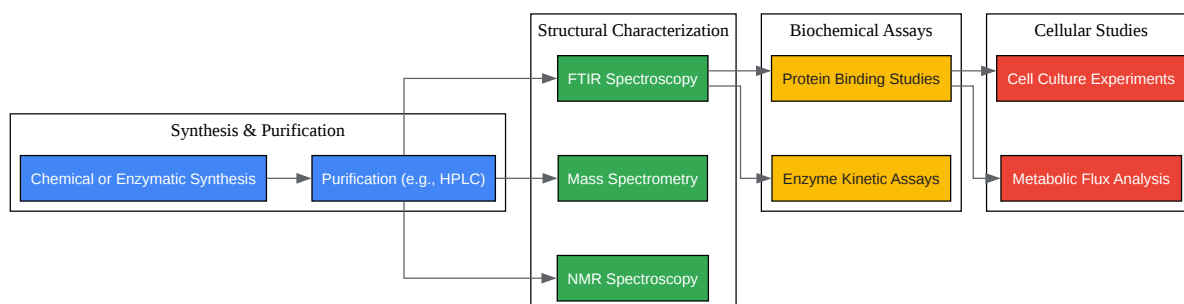 Synthesis & Purification
Chemical or Enzymatic Synthesis
Purification (e.g., HPLC)
Structural Characterization
FTIR Spectroscopy
Mass Spectrometry
NMR Spectroscopy
Biochemical Assays
Protein Binding Studies
Enzyme Kinetic Assays
Cellular Studies
Cell Culture Experiments
Metabolic Flux Analysis